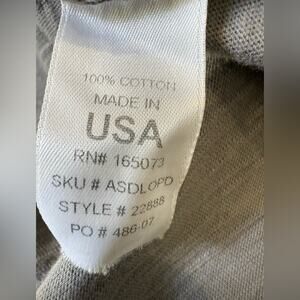 100% COTTON
MADE IN
USA
RN# 165073
SKU # ASDLOPD
STYLE # 22888
PO # 486-07